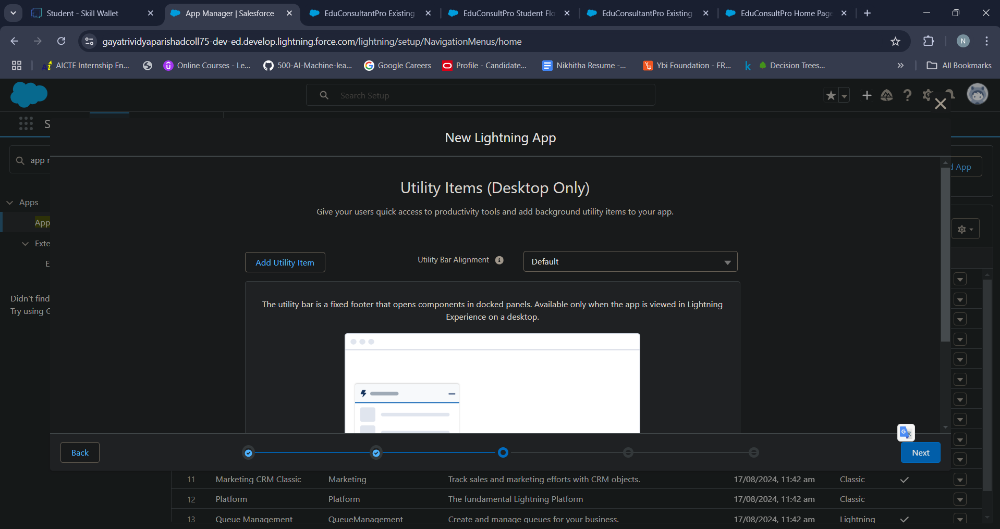 Student - Skill Wallet
App Manager | Salesforce
EduConsultantPro Existing
EduConsultPro Student Flo
EduConsultantPro Existing
EduConsultPro Home Page
gayatrividyaparishadcoll75-dev-ed.develop.lightning.force.com/lightning/setup/NavigationMenus/home
N
AICTE Internship En...
Online Courses - Le...
500-AI-Machine-lea...
Google Careers
Profile - Candidate...
Nikhitha Resume -...
Ybi Foundation - FR...
k
Decision Trees...
All Bookmarks
Search Setup
S
New Lightning App
app
d App
Utility Items (Desktop Only)
Give your users quick access to productivity tools and add background utility items to your app.
Apps
App
Exte
E
Add Utility Item
Utility Bar Alignment
Default
Didn't find
Try using G
The utility bar is a fixed footer that opens components in docked panels. Available only when the app is viewed in Lightning
Experience on a desktop.
Back
Next
11 Marketing CRM Classic Marketing Track sales and marketing efforts with CRM objects. 17/08/2024, 11:42 am Classic
12 Platform Platform The fundamental Lightning Platform 17/08/2024, 11:42 am Classic
13 Queue Management QueueManagement Create and manage queues for your business. 17/08/2024, 11:42 am Lightning